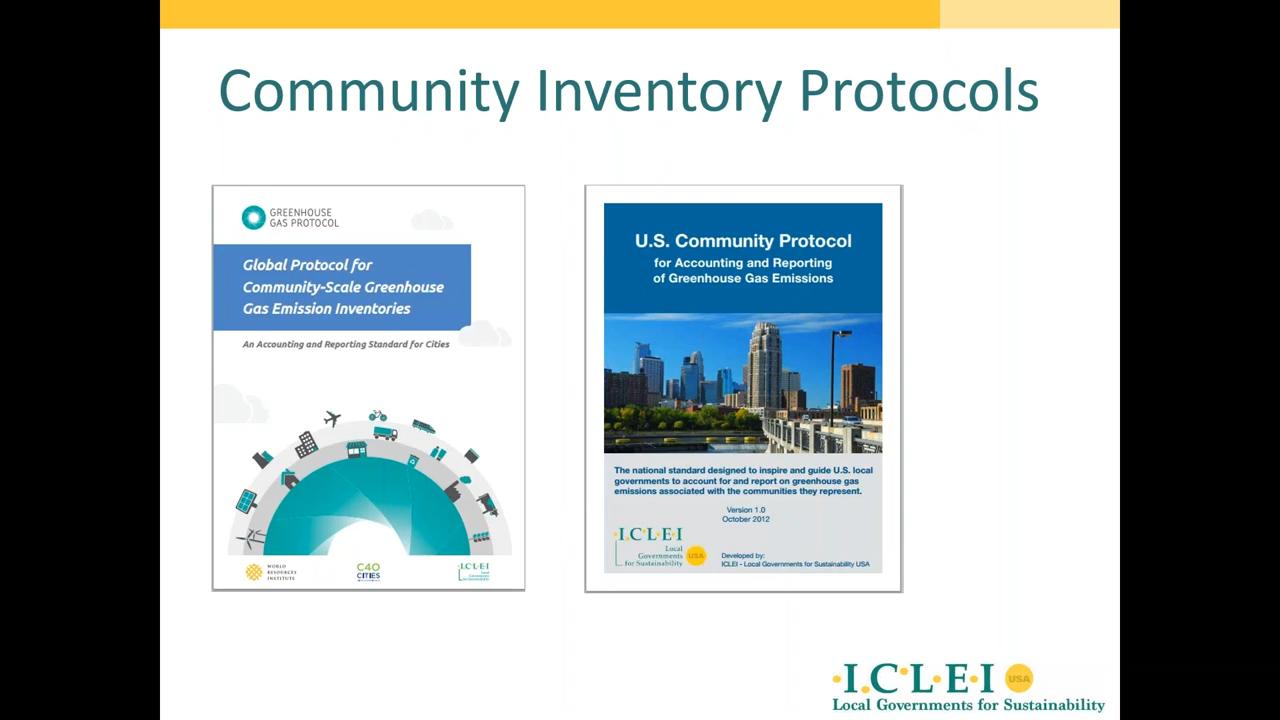 Community Inventory Protocols
GREENHOUSE
GAS PROTOCOL
Global Protocol for
Community-Scale Greenhouse
Gas Emission Inventories
An Accounting and Reporting Standard for Cities
WORLD
RESOURCES
INSTITUTE
C40
CITIES
I.C.L.E.I
Local
Governments
for Sustainability
U.S. Community Protocol
for Accounting and Reporting
of Greenhouse Gas Emissions
The national standard designed to inspire and guide U.S. local
governments to account for and report on greenhouse gas
emissions associated with the communities they represent.
Version 1.0
October 2012
I.C.L.E.I
Local
Governments
for Sustainability
USA
Developed by:
ICLEI - Local Governments for Sustainability USA
I.C.L.E.I USA
Local Governments for Sustainability